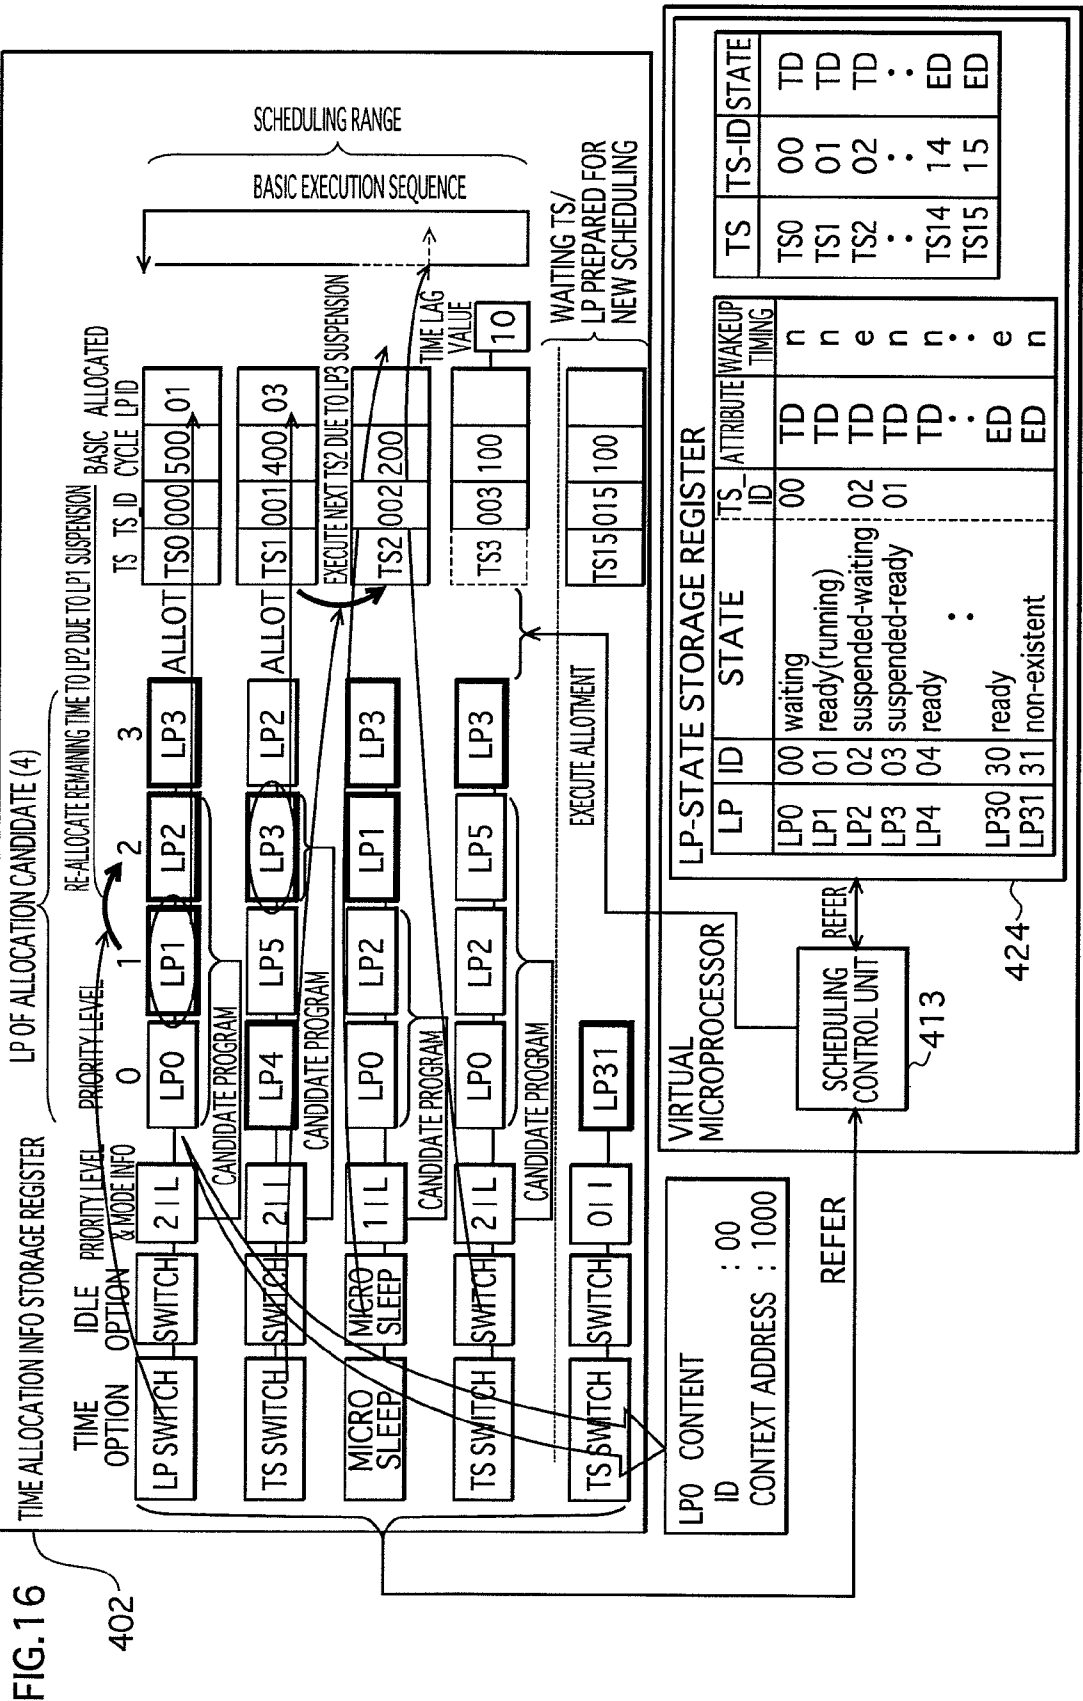 FIG.16
402
TIME ALLOCATION INFO STORAGE REGISTER
LP OF ALLOCATION CANDIDATE (4)
TIME OPTION
IDLE OPTION
PRIORITY LEVEL & MODE INFO
PRIORITY LEVEL
0 1 2 3
RE-ALLOCATE REMAINING TIME TO LP2 DUE TO LP1 SUSPENSION
TS TS_ID BASIC CYCLE ALLOCATED LP ID
LP SWITCH SWITCH 2 I L LP0 LP1 LP2 LP3 ALLOT TS0 000 500 01
CANDIDATE PROGRAM
TS SWITCH SWITCH 2 I I LP4 LP5 LP3 LP2 ALLOT TS1 001 400 03
CANDIDATE PROGRAM
EXECUTE NEXT TS2 DUE TO LP3 SUSPENSION
MICRO SLEEP MICRO SLEEP 1 I L LP0 LP2 LP1 LP3 TS2 002 200
CANDIDATE PROGRAM
TIME LAG VALUE
TS SWITCH SWITCH 2 I L LP0 LP2 LP5 LP3 TS3 003 100 10
CANDIDATE PROGRAM
EXECUTE ALLOTMENT
TS SWITCH SWITCH 0 I I LP31 TS15 015 100
BASIC EXECUTION SEQUENCE
SCHEDULING RANGE
WAITING TS/
LP PREPARED FOR
NEW SCHEDULING
LP0 CONTENT
ID : 00
CONTEXT ADDRESS : 1000
REFER
VIRTUAL
MICROPROCESSOR
SCHEDULING
CONTROL UNIT
413
REFER
424
LP-STATE STORAGE REGISTER
LP ID STATE TS_ID ATTRIBUTE WAKEUP TIMING
LP0 00 waiting 00 TD n
LP1 01 ready(running) TD n
LP2 02 suspended-waiting 02 TD e
LP3 03 suspended-ready 01 TD n
LP4 04 ready TD n
: : :
LP30 30 ready ED e
LP31 31 non-existent ED n
TS TS-ID STATE
TS0 00 TD
TS1 01 TD
TS2 02 TD
: : :
TS14 14 ED
TS15 15 ED